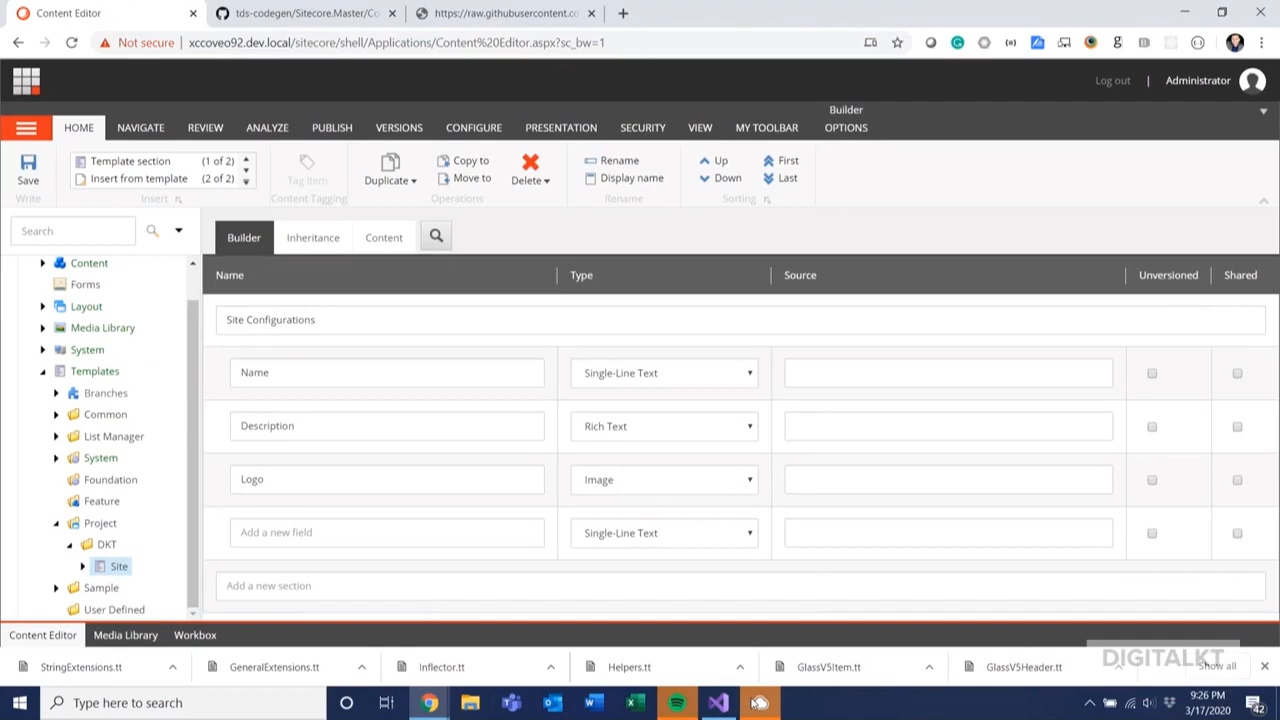 Content Editor
tds-codegen/Sitecore.Master/Co
https://raw.githubusercontent.co
Not secure | xccoveo92.dev.local/sitecore/shell/Applications/Content%20Editor.aspx?sc_bw=1
Log out | Administrator
Builder
HOME NAVIGATE REVIEW ANALYZE PUBLISH VERSIONS CONFIGURE PRESENTATION SECURITY VIEW MY TOOLBAR OPTIONS
Template section (1 of 2)
Insert from template (2 of 2)
Save
Tag item
Duplicate
Copy to
Move to
Delete
Rename
Display name
Up
Down
First
Last
Write Insert Content Tagging Operations Rename Sorting
Search
Builder Inheritance Content
Name Type Source Unversioned Shared
Content
Forms
Layout
Media Library
System
Templates
Branches
Common
List Manager
System
Foundation
Feature
Project
DKT
Site
Sample
User Defined
Site Configurations
Name Single-Line Text
Description Rich Text
Logo Image
Add a new field Single-Line Text
Add a new section
Content Editor Media Library Workbox
DIGITALKT
StringExtensions.tt GeneralExtensions.tt Inflector.tt Helpers.tt GlassV5Item.tt GlassV5Header.tt Show all
Type here to search
9:26 PM
3/17/2020
42